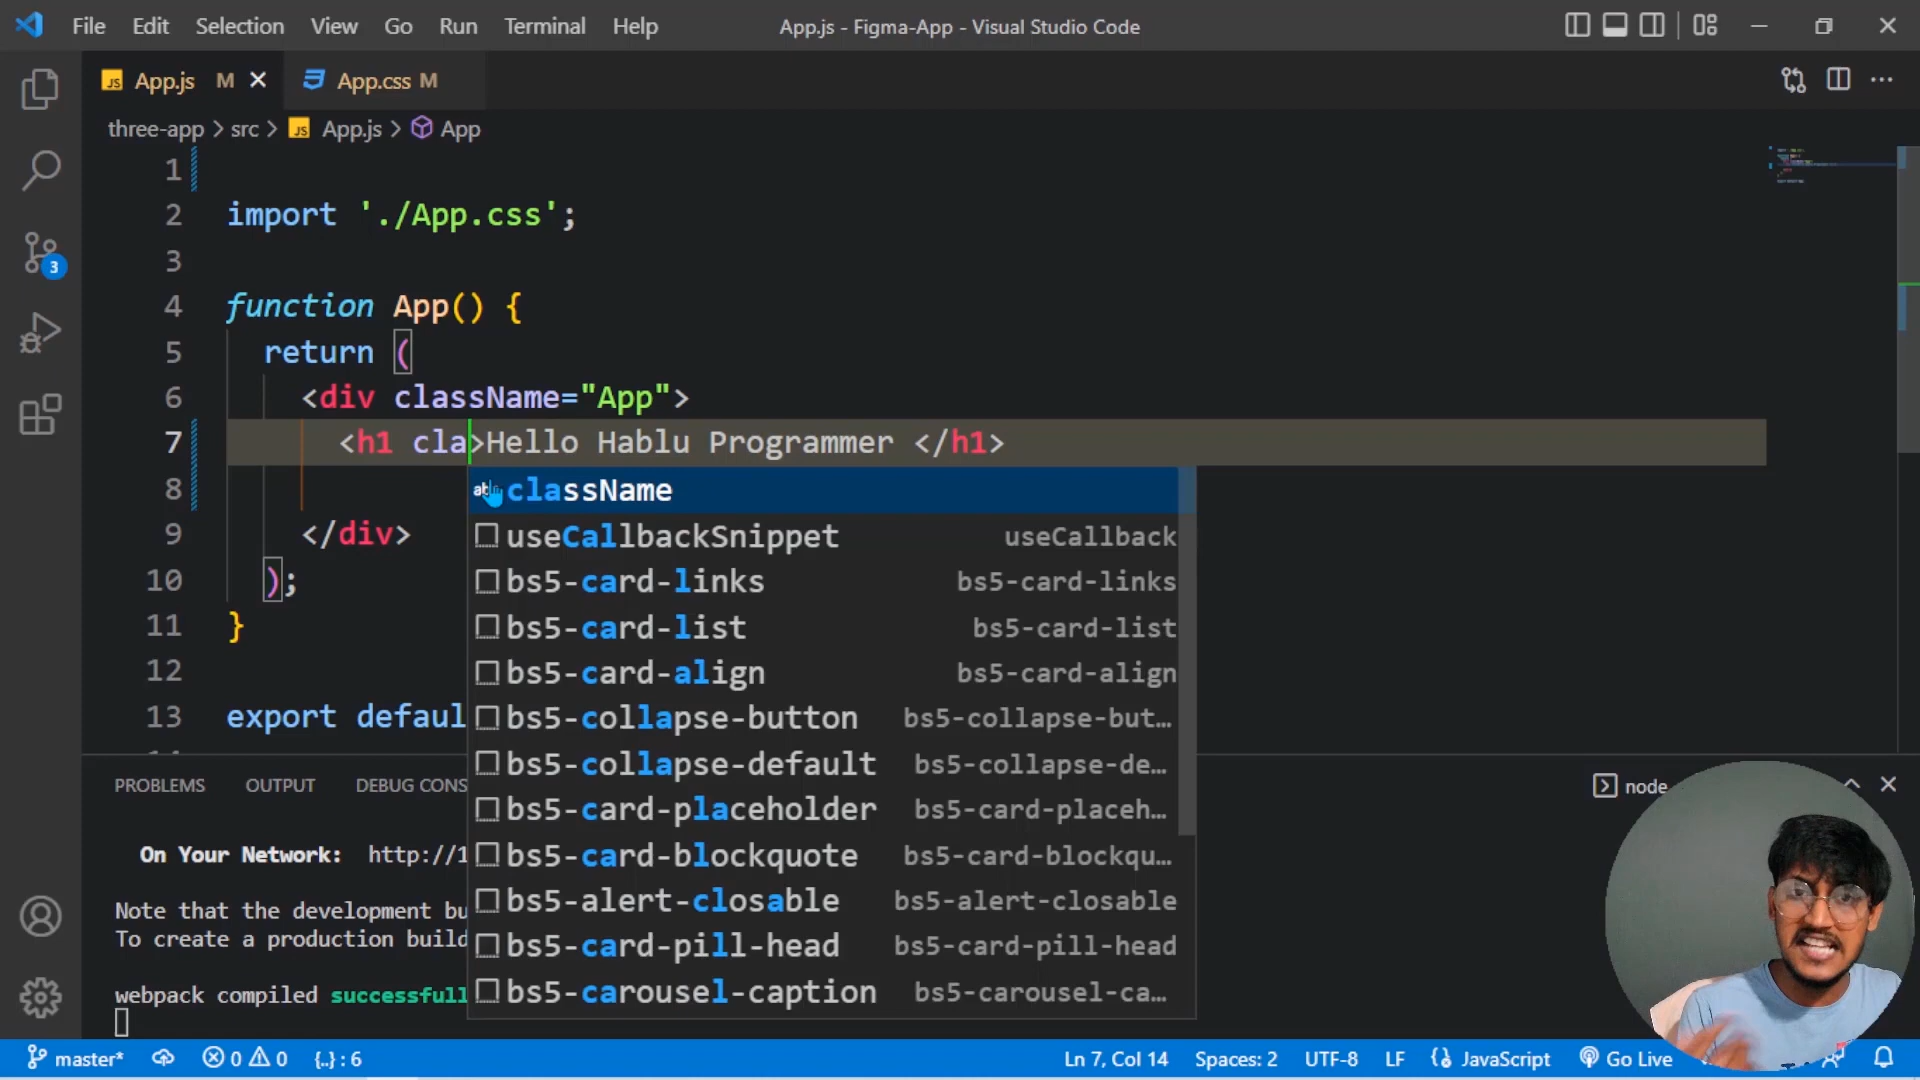 File Edit Selection View Go Run Terminal Help App.js - Figma-App - Visual Studio Code
JS App.js M App.css M
three-app > src > JS App.js > App
1
2 import './App.css';
3
4 function App() {
5 return (
6 <div className="App">
7 <h1 cla>Hello Hablu Programmer </h1>
8
9 </div>
10 );
11 }
12
13 export defaul
className
useCallbackSnippet useCallback
bs5-card-links bs5-card-links
bs5-card-list bs5-card-list
bs5-card-align bs5-card-align
bs5-collapse-button bs5-collapse-but…
bs5-collapse-default bs5-collapse-de…
bs5-card-placeholder bs5-card-placeh…
bs5-card-blockquote bs5-card-blockqu…
bs5-alert-closable bs5-alert-closable
bs5-card-pill-head bs5-card-pill-head
bs5-carousel-caption bs5-carousel-ca…
3
PROBLEMS OUTPUT DEBUG CONS node
On Your Network: http://1
Note that the development bu
To create a production build
webpack compiled successfull
master* 0 0 {..} : 6 Ln 7, Col 14 Spaces: 2 UTF-8 LF JavaScript Go Live